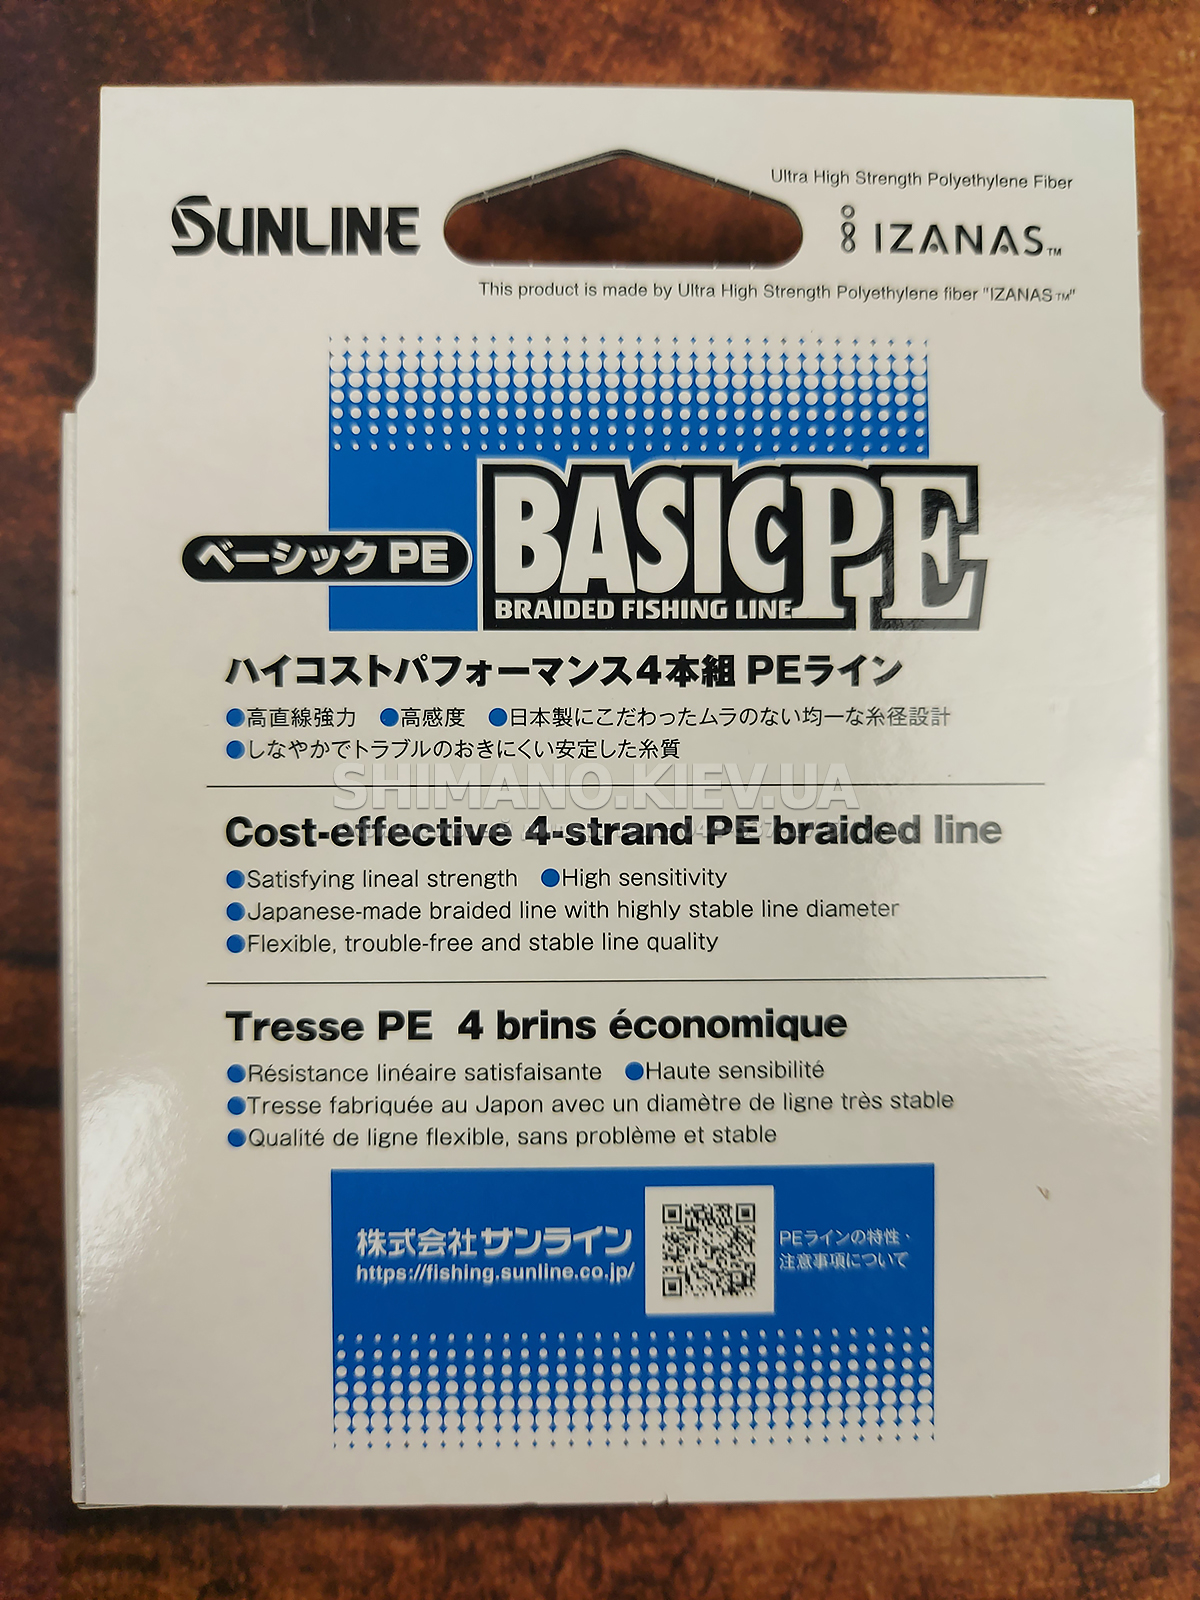 Ultra High Strength Polyethylene Fiber
SUNLINE
IZANAS™
This product is made by Ultra High Strength Polyethylene fiber "IZANAS™"
ベーシック PE
BASIC PE
BRAIDED FISHING LINE
ハイコストパフォーマンス4本組 PEライン
●高直線強力 ●高感度 ●日本製にこだわったムラのない均一な糸径設計
●しなやかでトラブルのおきにくい安定した糸質
SHIMANO.KIEV.UA
Cost-effective 4-strand PE braided line
●Satisfying lineal strength ●High sensitivity
●Japanese-made braided line with highly stable line diameter
●Flexible, trouble-free and stable line quality
Tresse PE 4 brins économique
●Résistance linéaire satisfaisante ●Haute sensibilité
●Tresse fabriquée au Japon avec un diamètre de ligne très stable
●Qualité de ligne flexible, sans problème et stable
株式会社サンライン
https://fishing.sunline.co.jp/
PEラインの特性・
注意事項について